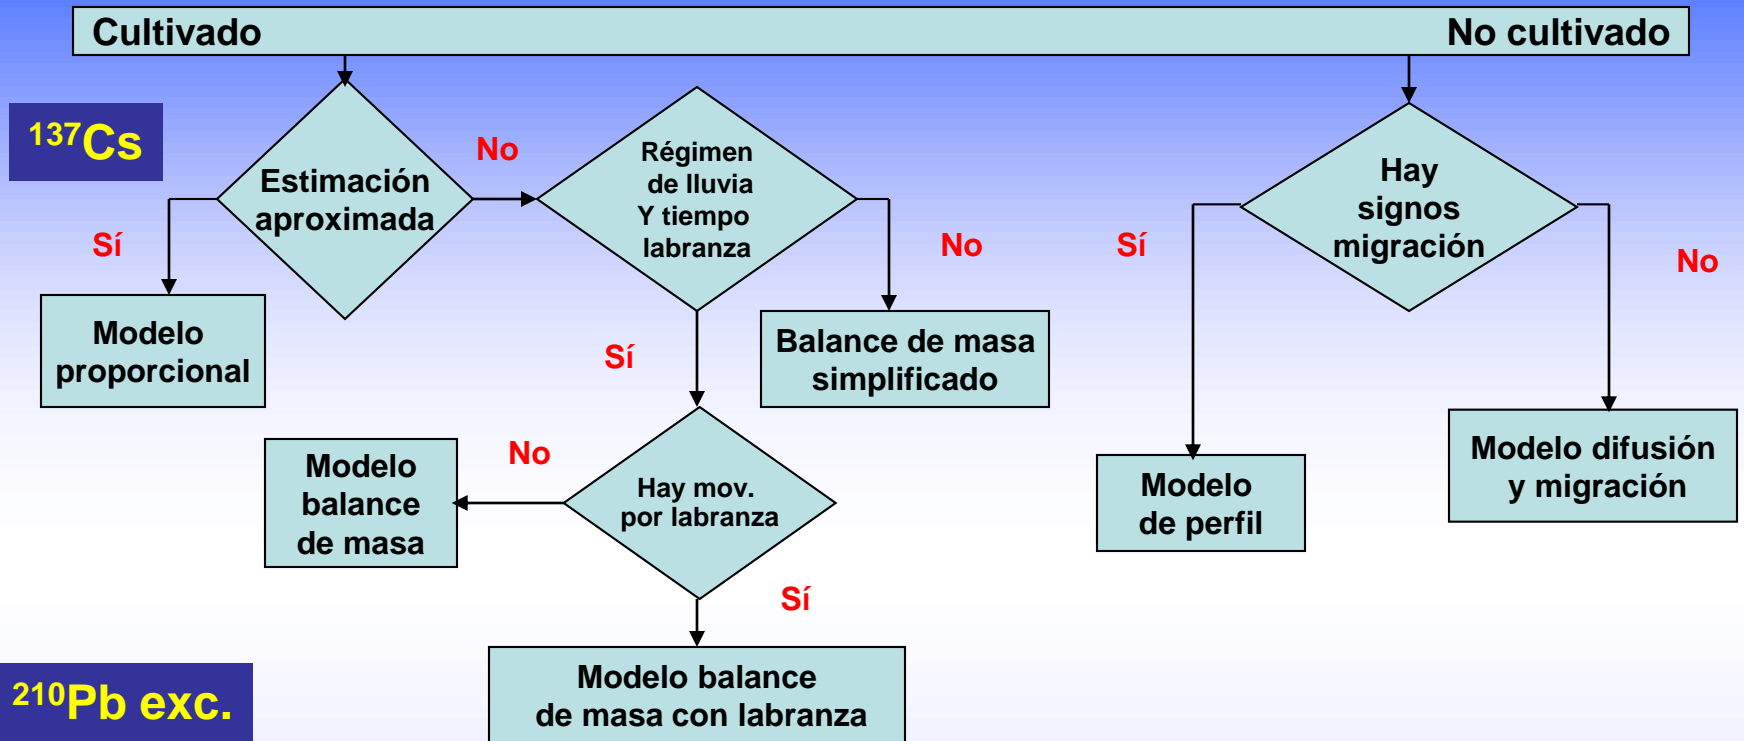 Cultivado
No cultivado
137Cs
Estimación
aproximada
No
Régimen
de lluvia
Y tiempo
labranza
Hay
signos
migración
Sí
No
Sí
No
Modelo
proporcional
Sí
Balance de masa
simplificado
Modelo
balance
de masa
No
Hay mov.
por labranza
Modelo
de perfil
Modelo difusión
y migración
Sí
210Pb exc.
Modelo balance
de masa con labranza